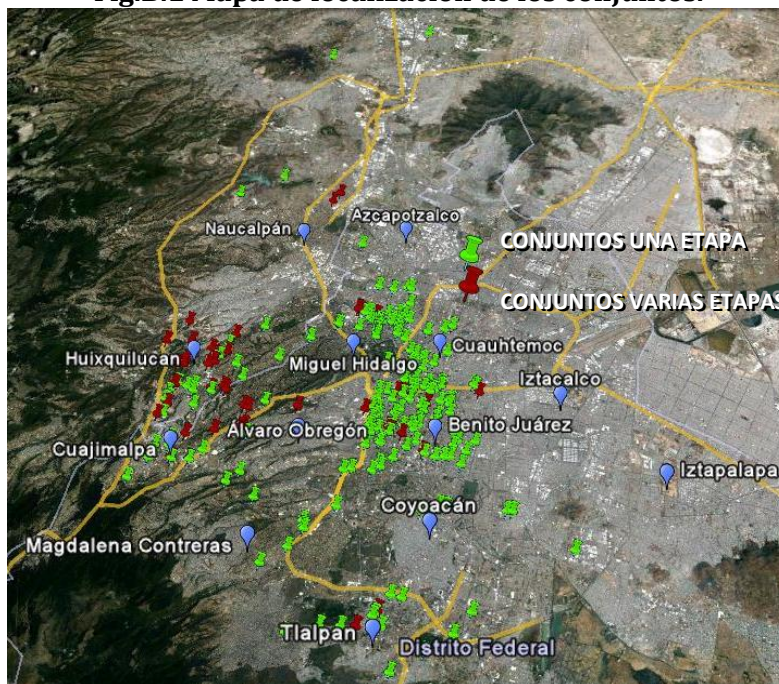 Fig.B.1 Mapa de localización de los conjuntos.
Naucalpán
Azcapotzalco
CONJUNTOS UNA ETAPA
CONJUNTOS VARIAS ETAPAS
Huixquilucan
Miguel Hidalgo
Cuauhtemoc
Iztacalco
Cuajimalpa
Álvaro Obregón
Benito Juárez
Iztapalapa
Coyoacán
Magdalena Contreras
Tlalpan
Distrito Federal